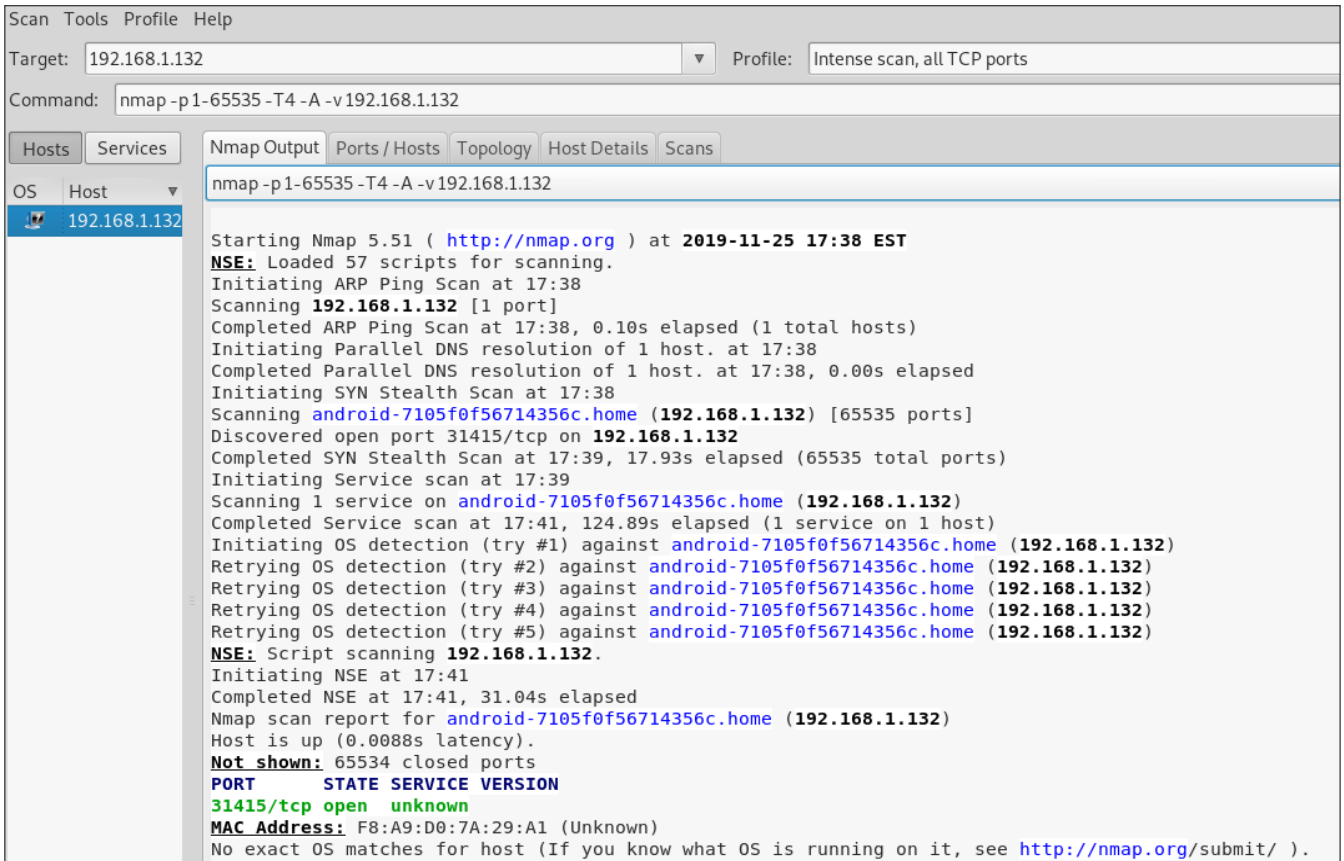 Scan Tools Profile Help
Target: 192.168.1.132 Profile: Intense scan, all TCP ports
Command: nmap -p 1-65535 -T4 -A -v 192.168.1.132
Hosts Services Nmap Output Ports / Hosts Topology Host Details Scans
OS Host nmap -p 1-65535 -T4 -A -v 192.168.1.132
192.168.1.132
Starting Nmap 5.51 ( http://nmap.org ) at 2019-11-25 17:38 EST
NSE: Loaded 57 scripts for scanning.
Initiating ARP Ping Scan at 17:38
Scanning 192.168.1.132 [1 port]
Completed ARP Ping Scan at 17:38, 0.10s elapsed (1 total hosts)
Initiating Parallel DNS resolution of 1 host. at 17:38
Completed Parallel DNS resolution of 1 host. at 17:38, 0.00s elapsed
Initiating SYN Stealth Scan at 17:38
Scanning android-7105f0f56714356c.home (192.168.1.132) [65535 ports]
Discovered open port 31415/tcp on 192.168.1.132
Completed SYN Stealth Scan at 17:39, 17.93s elapsed (65535 total ports)
Initiating Service scan at 17:39
Scanning 1 service on android-7105f0f56714356c.home (192.168.1.132)
Completed Service scan at 17:41, 124.89s elapsed (1 service on 1 host)
Initiating OS detection (try #1) against android-7105f0f56714356c.home (192.168.1.132)
Retrying OS detection (try #2) against android-7105f0f56714356c.home (192.168.1.132)
Retrying OS detection (try #3) against android-7105f0f56714356c.home (192.168.1.132)
Retrying OS detection (try #4) against android-7105f0f56714356c.home (192.168.1.132)
Retrying OS detection (try #5) against android-7105f0f56714356c.home (192.168.1.132)
NSE: Script scanning 192.168.1.132.
Initiating NSE at 17:41
Completed NSE at 17:41, 31.04s elapsed
Nmap scan report for android-7105f0f56714356c.home (192.168.1.132)
Host is up (0.0088s latency).
Not shown: 65534 closed ports
PORT STATE SERVICE VERSION
31415/tcp open unknown
MAC Address: F8:A9:D0:7A:29:A1 (Unknown)
No exact OS matches for host (If you know what OS is running on it, see http://nmap.org/submit/ ).